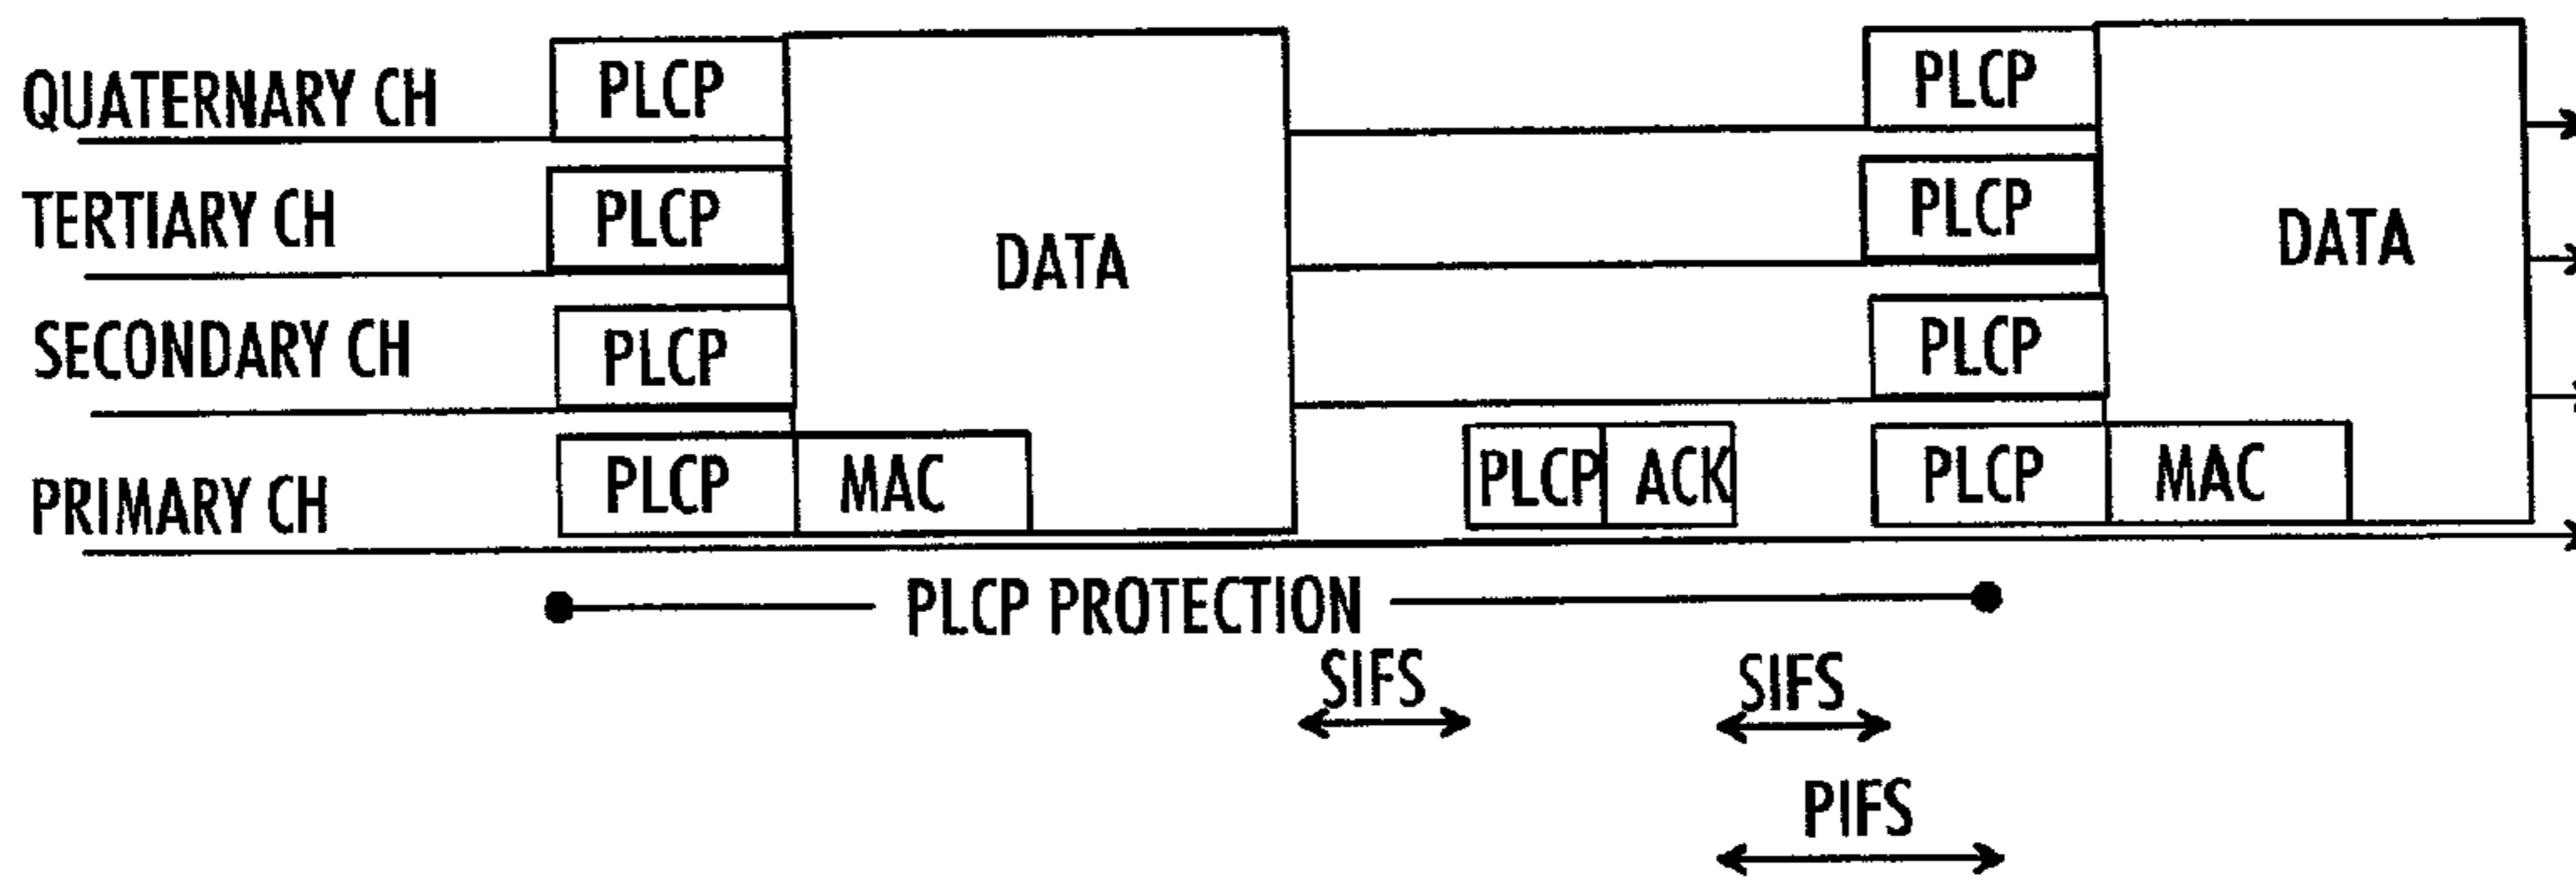 QUATERNARY CH PLCP PLCP
TERTIARY CH PLCP DATA PLCP DATA
SECONDARY CH PLCP PLCP
PRIMARY CH PLCP MAC PLCP ACK PLCP MAC
PLCP PROTECTION
SIFS SIFS
PIFS